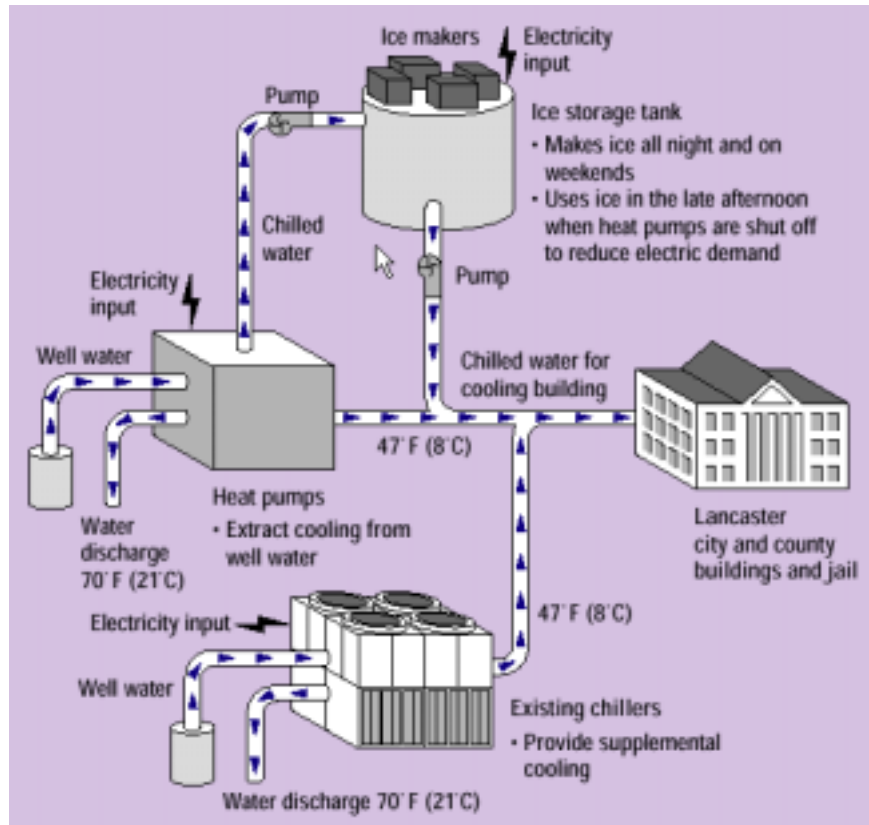 Ice makers
Electricity
input
Pump
Ice storage tank
• Makes ice all night and on
weekends
• Uses ice in the late afternoon
when heat pumps are shut off
to reduce electric demand
Chilled
water
Pump
Electricity
input
Well water
Chilled water for
cooling building
47˚F (8˚C)
Heat pumps
• Extract cooling from
well water
Water
discharge
70˚F (21˚C)
Lancaster
city and county
buildings and jail
Electricity input
47˚F (8˚C)
Well water
Existing chillers
• Provide supplemental
cooling
Water discharge 70˚F (21˚C)